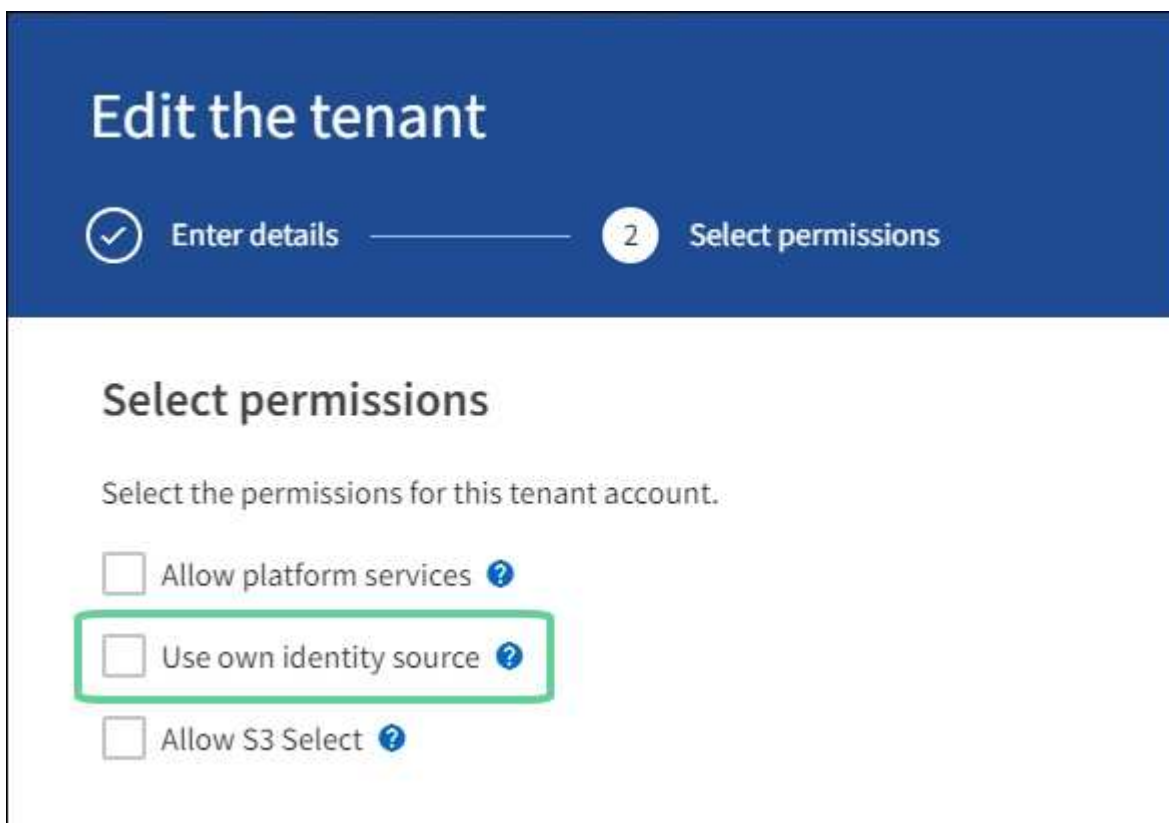 Edit the tenant
Enter details
2 Select permissions
Select permissions
Select the permissions for this tenant account.
Allow platform services ?
Use own identity source ?
Allow S3 Select ?